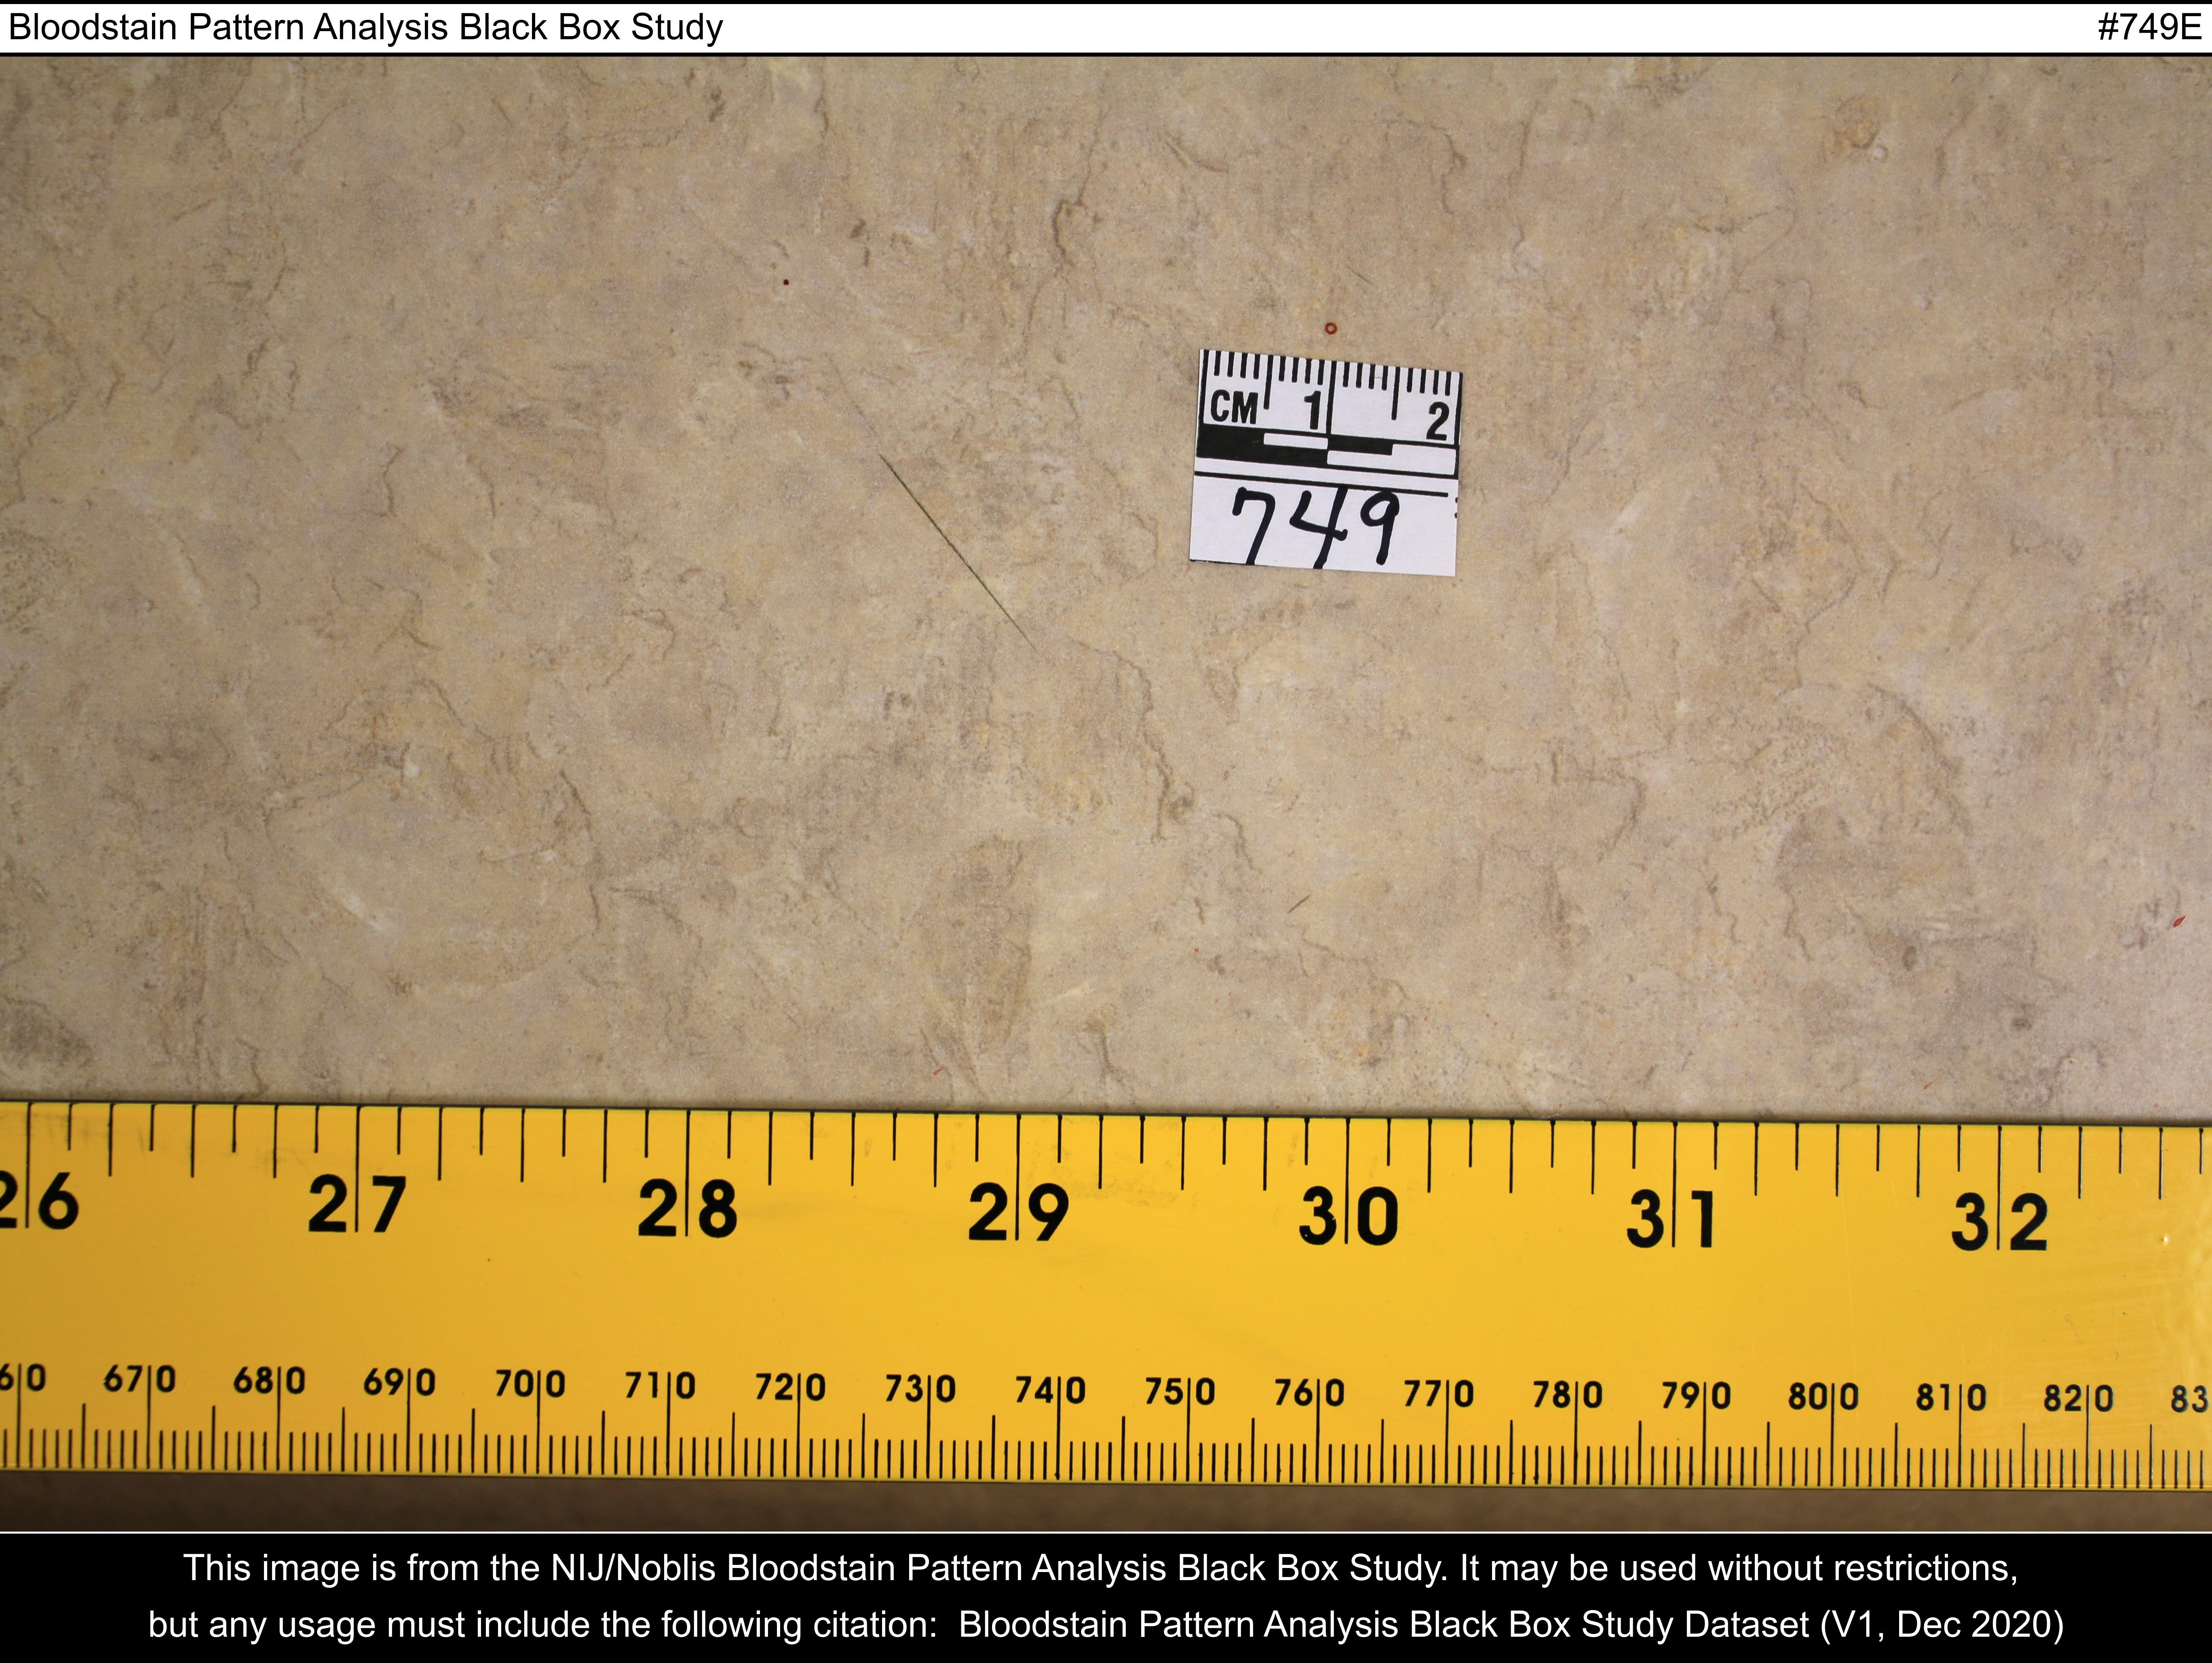 Bloodstain Pattern Analysis Black Box Study #749E
CM 1 2
749
26 27 28 29 30 31 32
670 680 690 700 710 720 730 740 750 760 770 780 790 800 810 820 83
This image is from the NIJ/Noblis Bloodstain Pattern Analysis Black Box Study. It may be used without restrictions,
but any usage must include the following citation:  Bloodstain Pattern Analysis Black Box Study Dataset (V1, Dec 2020)